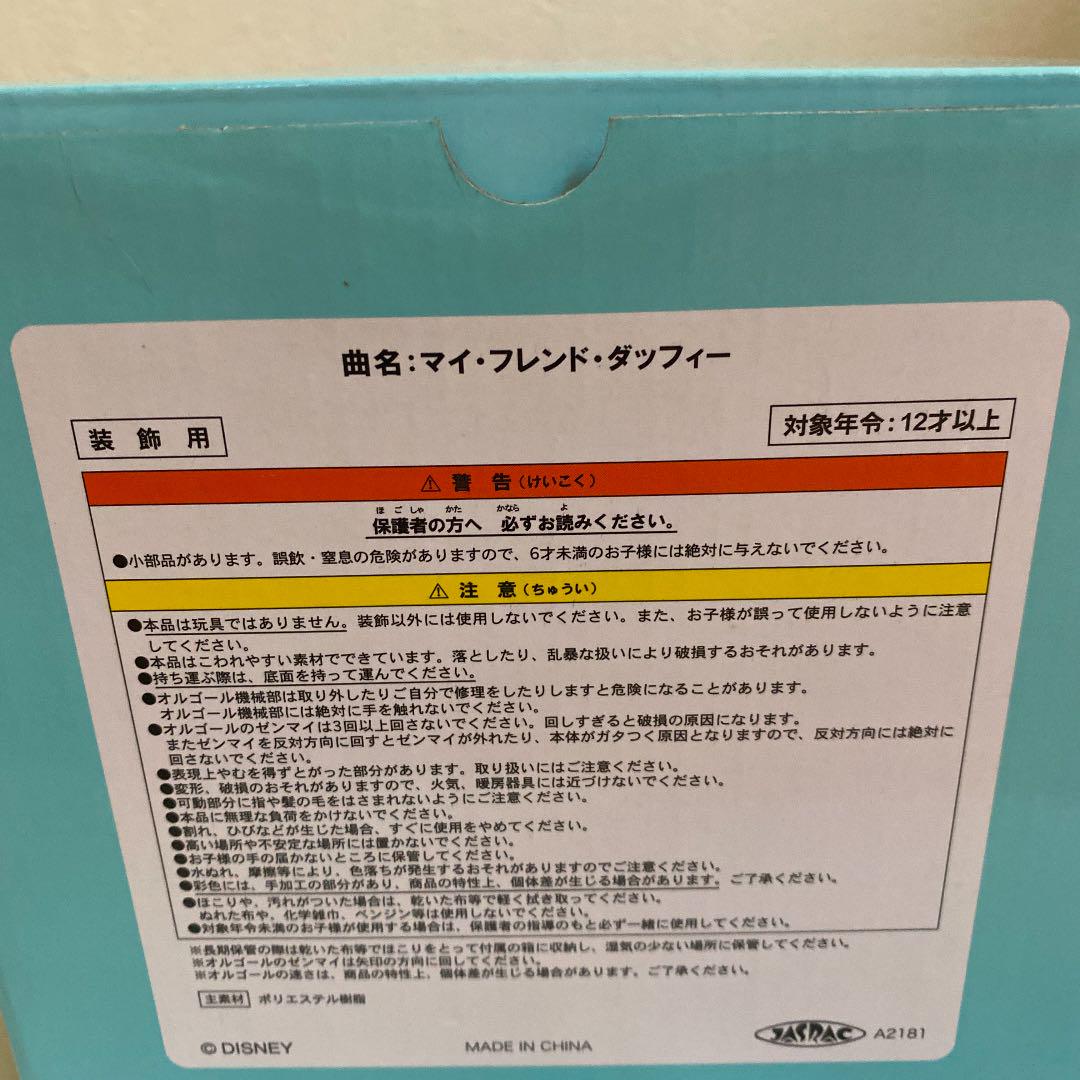 曲名:マイ・フレンド・ダッフィー
装飾用
対象年令:12才以上
⚠ 警告(けいこく)
ほごしゃ かた かなら よ
保護者の方へ 必ずお読みください。
●小部品があります。誤飲・窒息の危険がありますので、6才未満のお子様には絶対に与えないでください。
⚠ 注意(ちゅうい)
●本品は玩具ではありません。装飾以外には使用しないでください。また、お子様が誤って使用しないように注意
してください。
●本品はこわれやすい素材でできています。落としたり、乱暴な扱いにより破損するおそれがあります。
●持ち運ぶ際は、底面を持って運んでください。
●オルゴール機械部は取り外したりご自分で修理をしたりしますと危険になることがあります。
オルゴール機械部には絶対に手を触れないでください。
●オルゴールのゼンマイは3回以上回さないでください。回しすぎると破損の原因になります。
またゼンマイを反対方向に回すとゼンマイが外れたり、本体がガタつく原因となりますので、反対方向には絶対に
回さないでください。
●表現上やむを得ずとがった部分があります。取り扱いにはご注意ください。
●変形、破損のおそれがありますので、火気、暖房器具には近づけないでください。
●可動部分に指や髪の毛をはさまれないようにご注意ください。
●本品に無理な負荷をかけないでください。
●割れ、ひびなどが生じた場合、すぐに使用をやめてください。
●高い場所や不安定な場所には置かないでください。
●お子様の手の届かないところに保管してください。
●水ぬれ、摩擦等により、色落ちが発生するおそれがありますのでご注意ください。
●彩色には、手加工の部分があり、商品の特性上、個体差が生じる場合があります。ご了承ください。
●ほこりや、汚れがついた場合は、乾いた布等で軽く拭き取ってください。
ぬれた布や、化学雑巾、ベンジン等は使用しないでください。
●対象年令未満のお子様が使用する場合は、保護者の指導のもと必ず一緒に使用してください。
※長期保管の際は乾いた布等でほこりをとって付属の箱に収納し、湿気の少ない場所に保管してください。
※オルゴールのゼンマイは矢印の方向に回してください。
※オルゴールの速さは、商品の特性上、個体差が生じる場合があります。ご了承ください。
主素材 ポリエステル樹脂
© DISNEY
MADE IN CHINA
JASRAC A2181